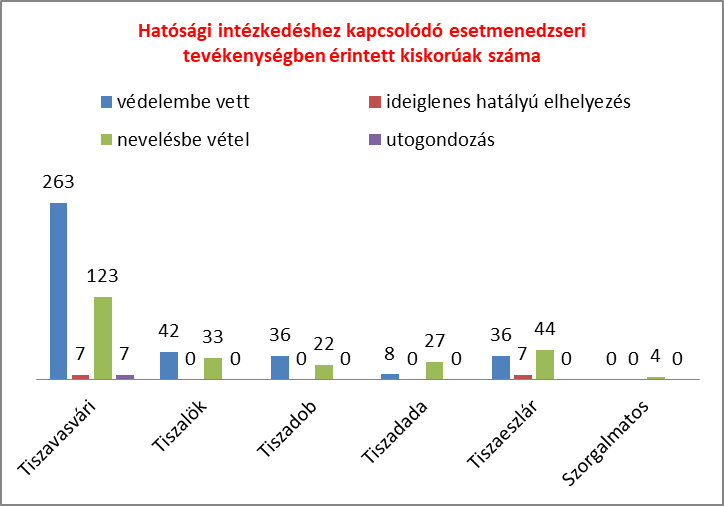 Hatósági intézkedéshez kapcsolódó esetmenedzseri
tevékenységben érintett kiskorúak száma
védelembe vett
ideiglenes hatályú elhelyezés
nevelésbe vétel
utogondozás
263 7 123 7
42 0 33 0
36 0 22 0
8 0 27 0
36 7 44 0
0 0 4 0
Tiszavasvári
Tiszalök
Tiszadob
Tiszadada
Tiszaeszlár
Szorgalmatos